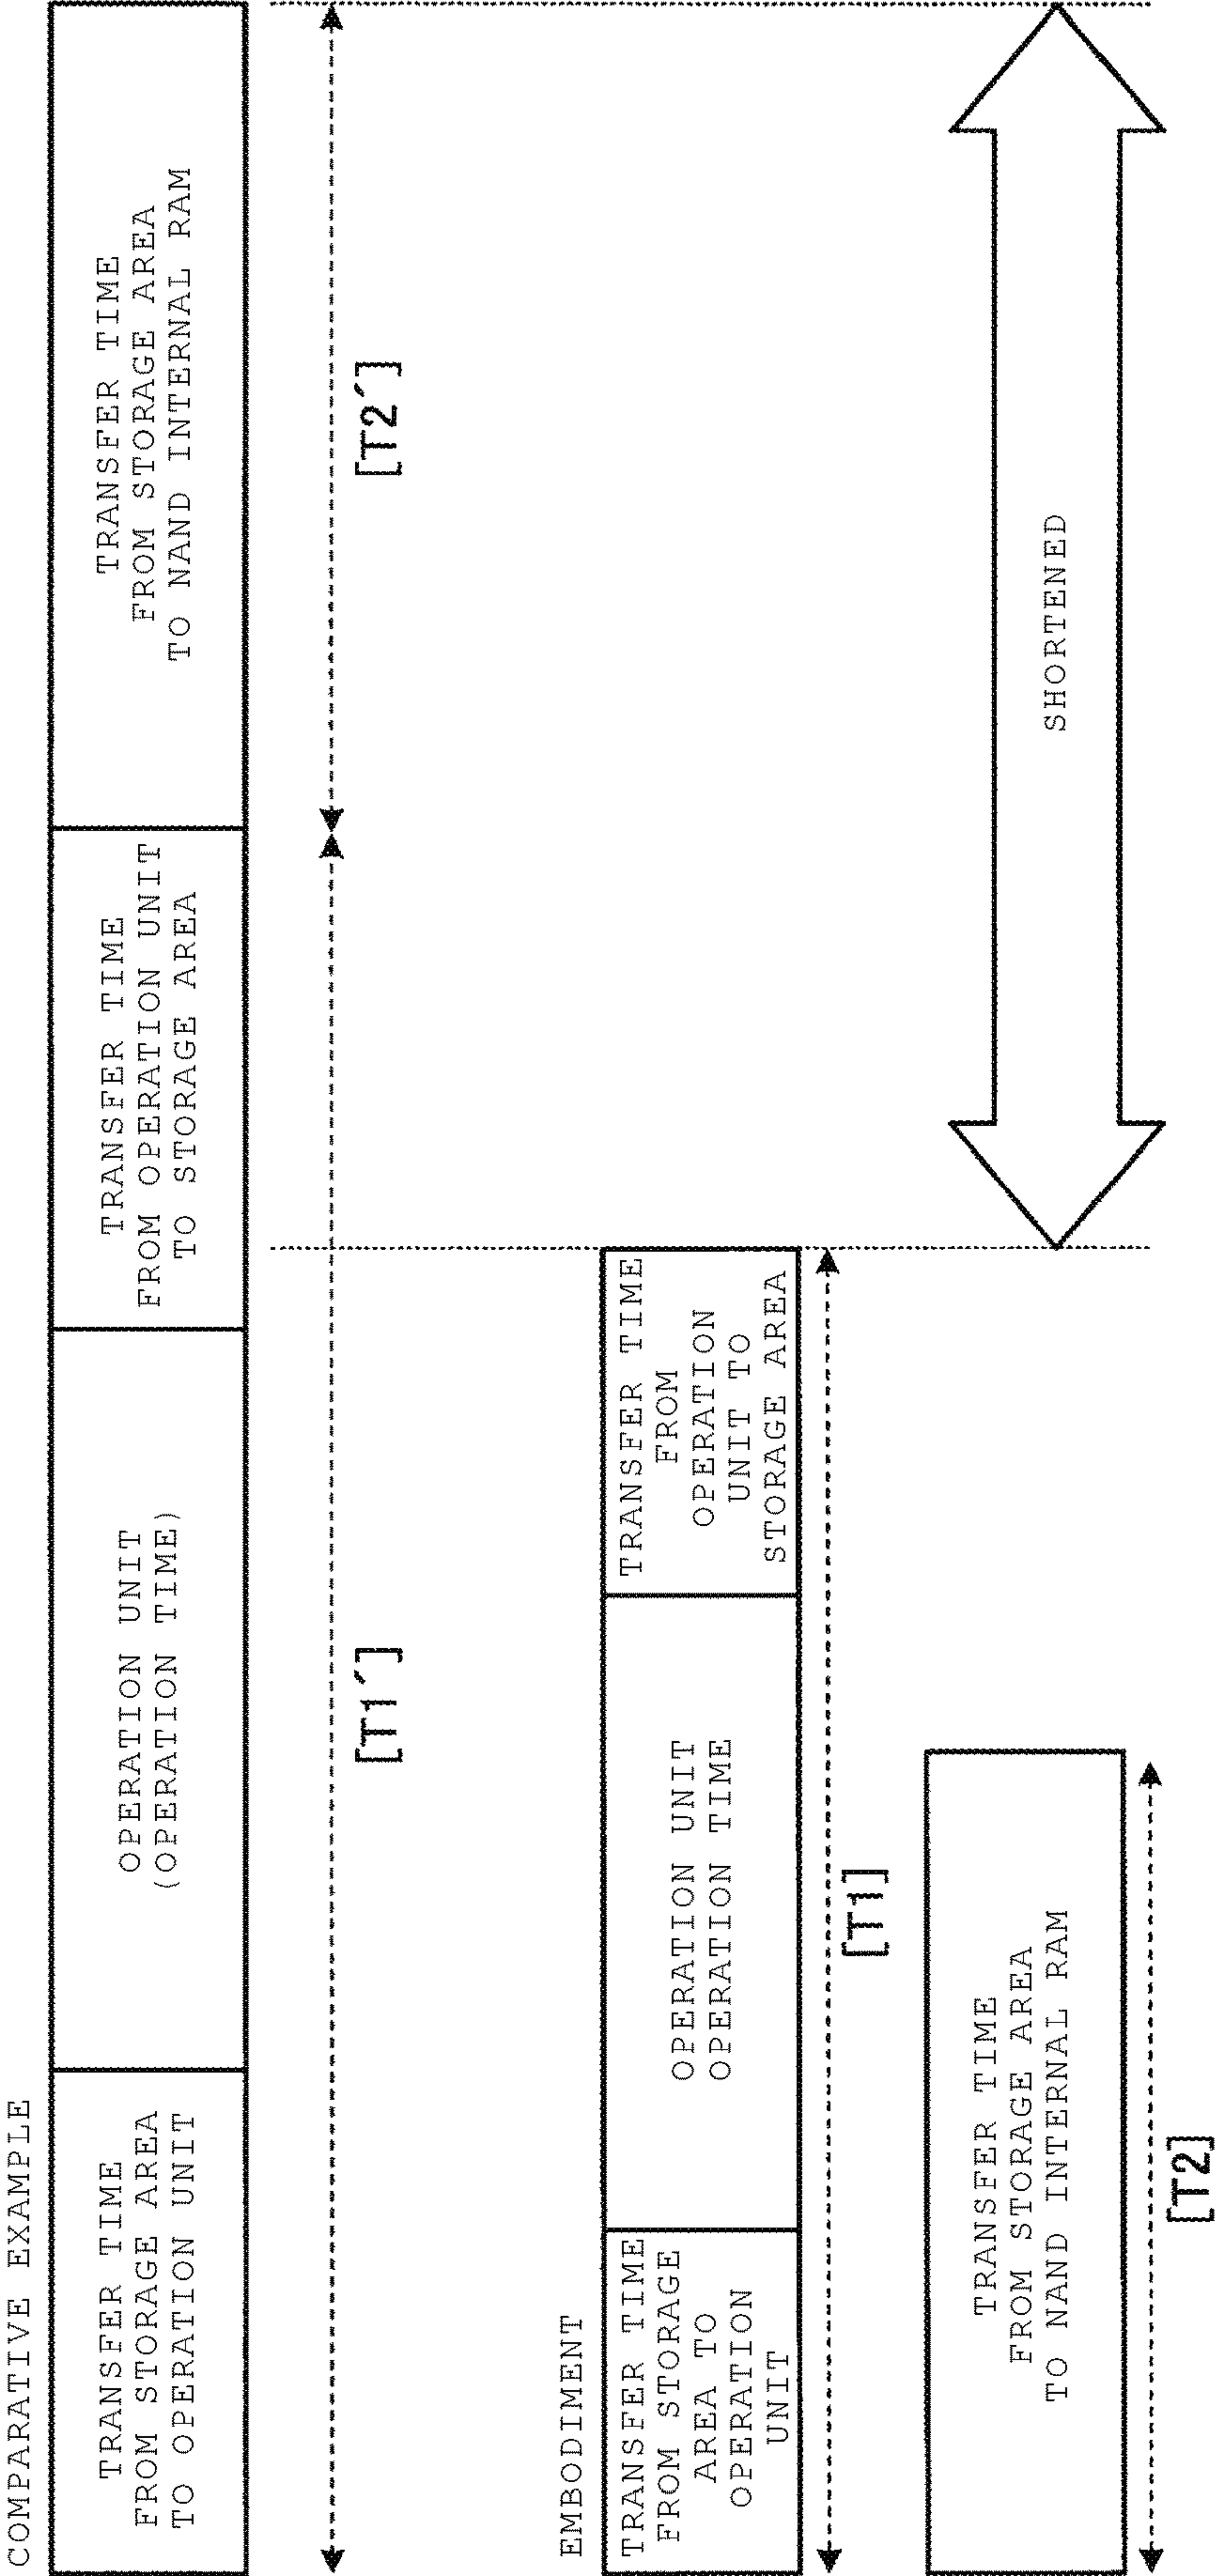 COMPARATIVE EXAMPLE
TRANSFER TIME
FROM STORAGE AREA
TO OPERATION UNIT
OPERATION UNIT
(OPERATION TIME)
TRANSFER TIME
FROM OPERATION UNIT
TO STORAGE AREA
TRANSFER TIME
FROM STORAGE AREA
TO NAND INTERNAL RAM
[T1′]
[T2′]
EMBODIMENT
TRANSFER TIME
FROM STORAGE
AREA TO
OPERATION
UNIT
OPERATION UNIT
OPERATION TIME
TRANSFER TIME
FROM
OPERATION
UNIT TO
STORAGE AREA
[T1]
TRANSFER TIME
FROM STORAGE AREA
TO NAND INTERNAL RAM
[T2]
SHORTENED